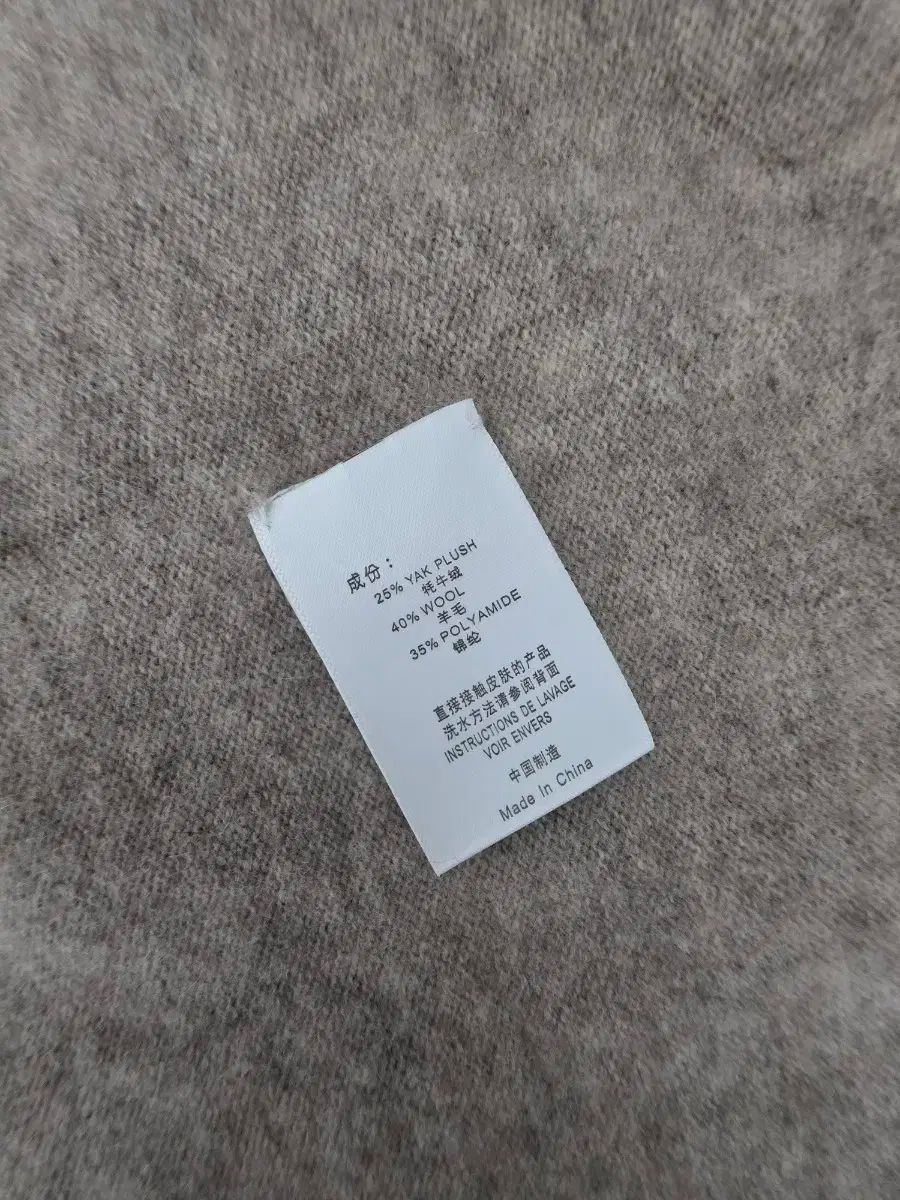 成份：
25% YAK PLUSH
牦牛绒
40% WOOL
羊毛
35% POLYAMIDE
锦纶
直接接触皮肤的产品
洗水方法请参阅背面
INSTRUCTIONS DE LAVAGE
VOIR ENVERS
中国制造
Made In China